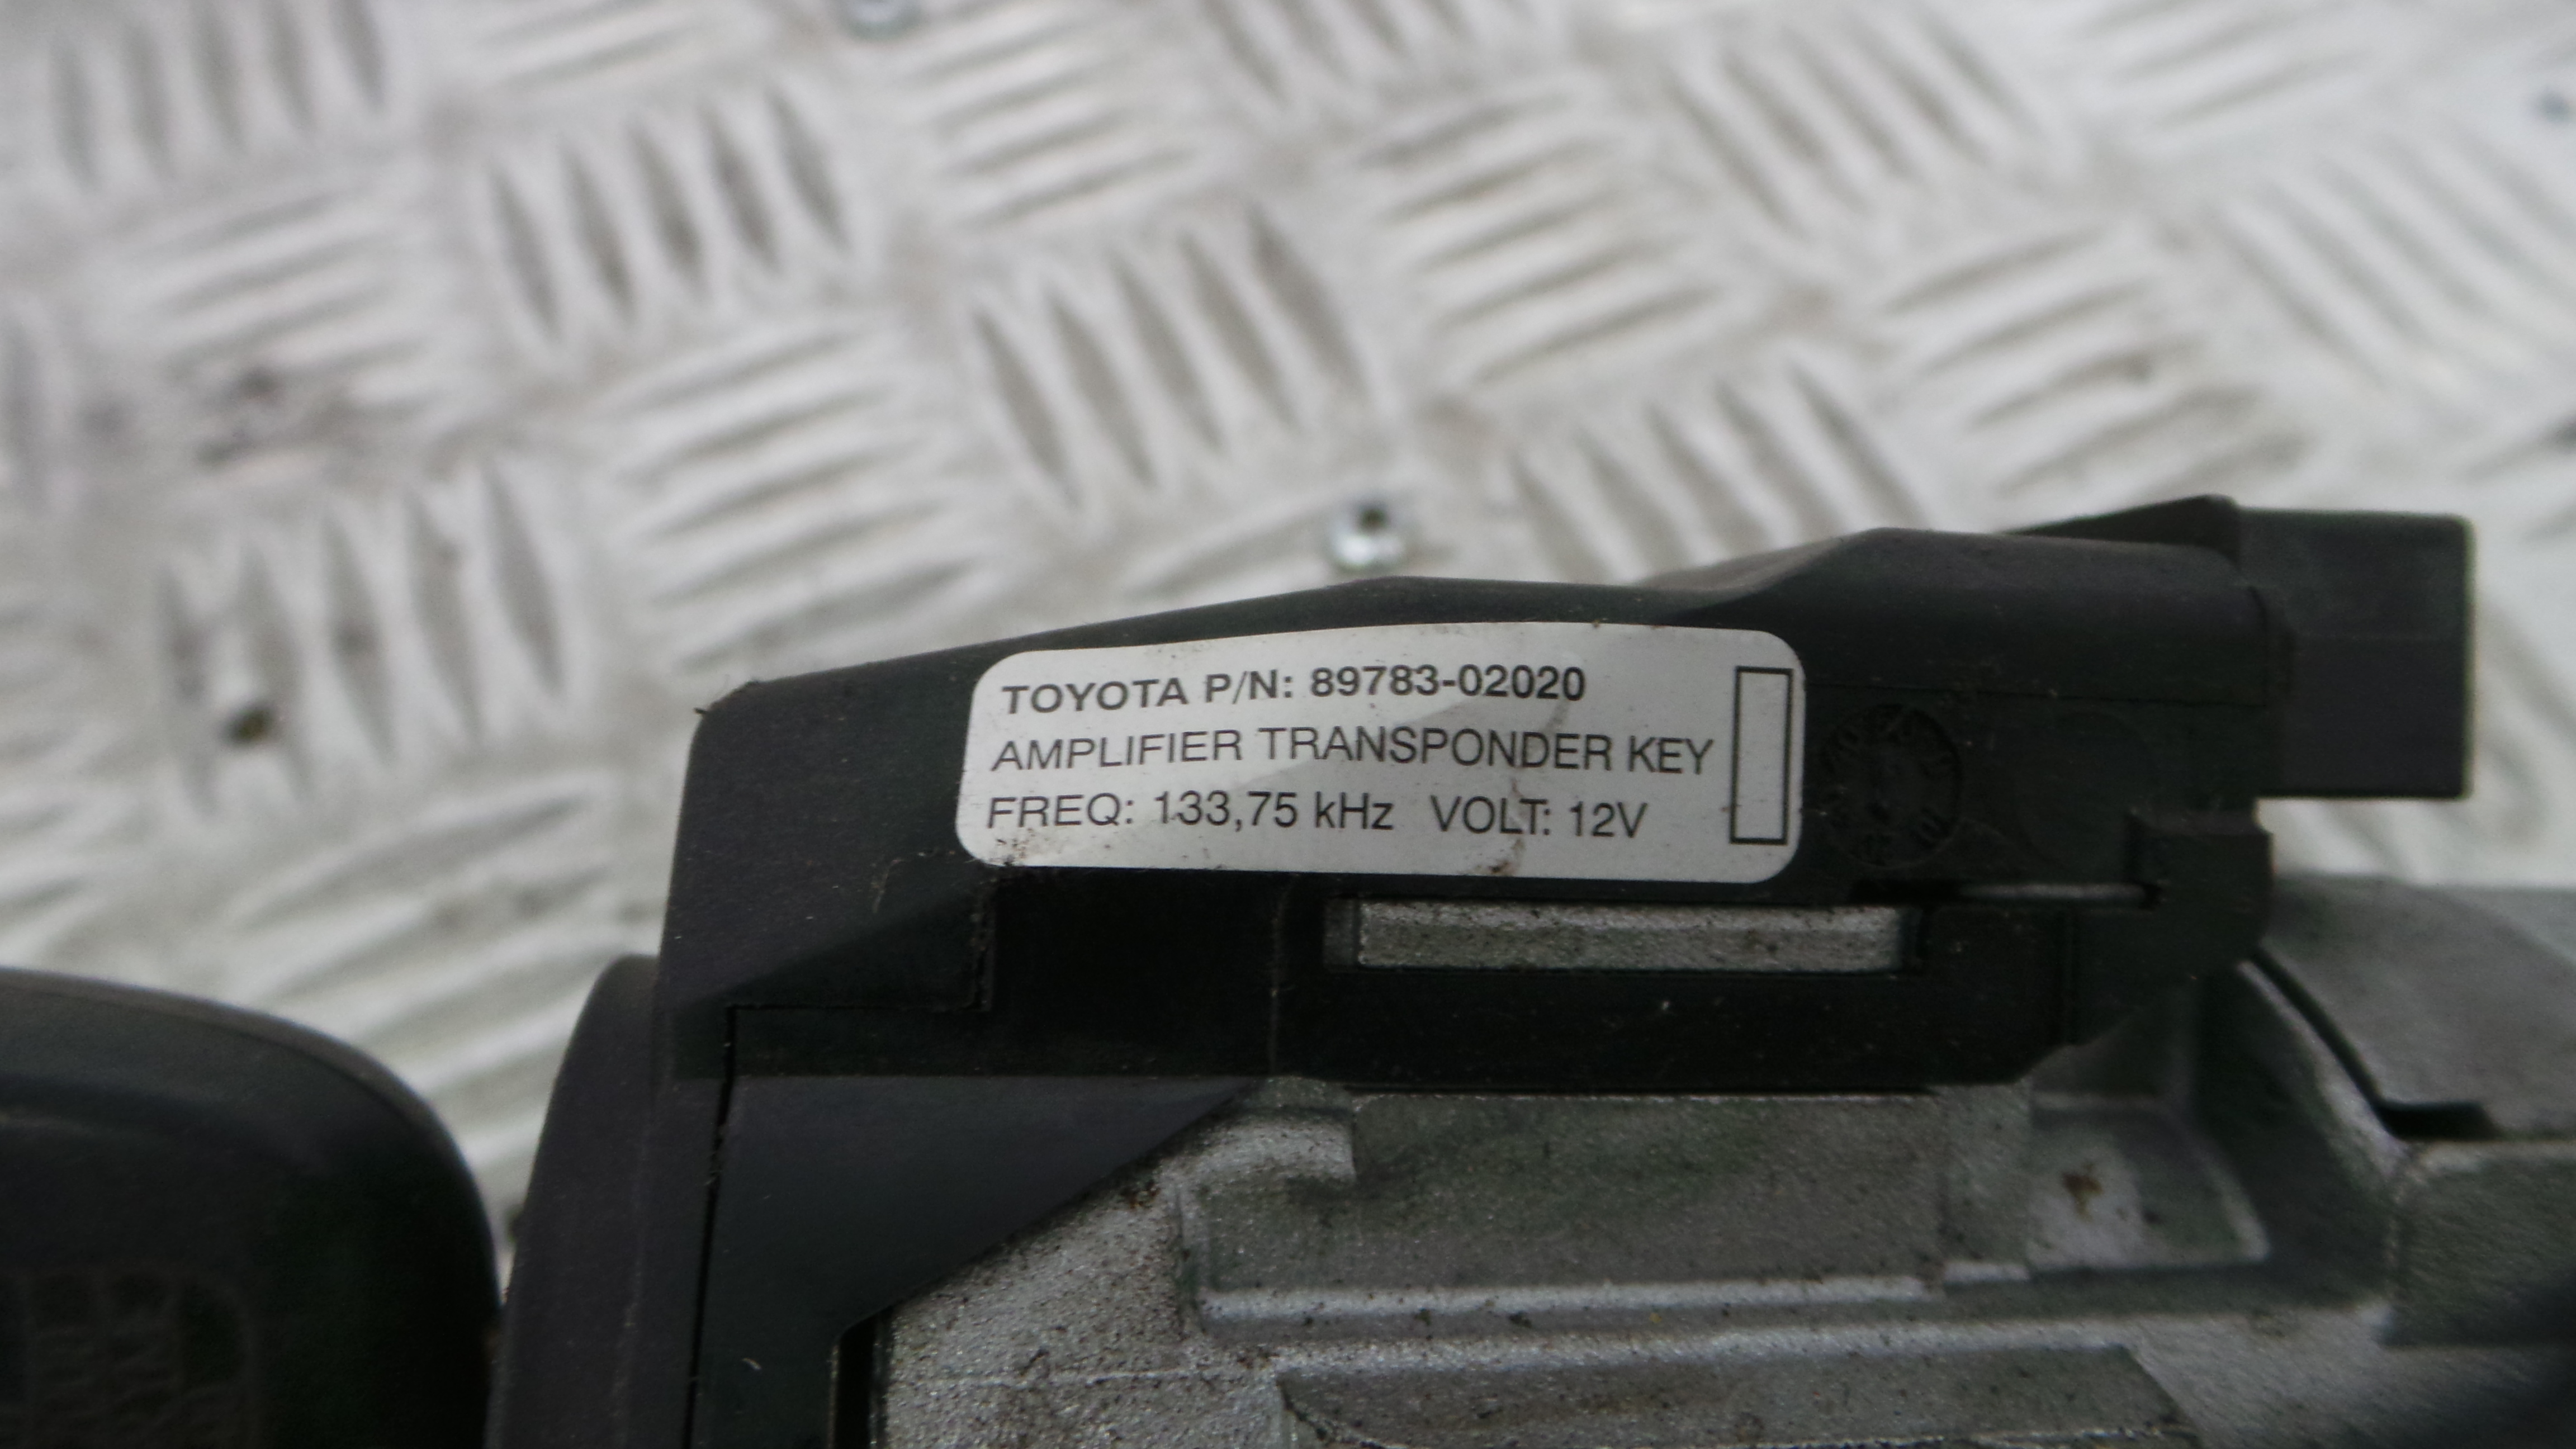 TOYOTA P/N: 89783-02020
AMPLIFIER TRANSPONDER KEY
FREQ: 133,75 kHz VOLT: 12V